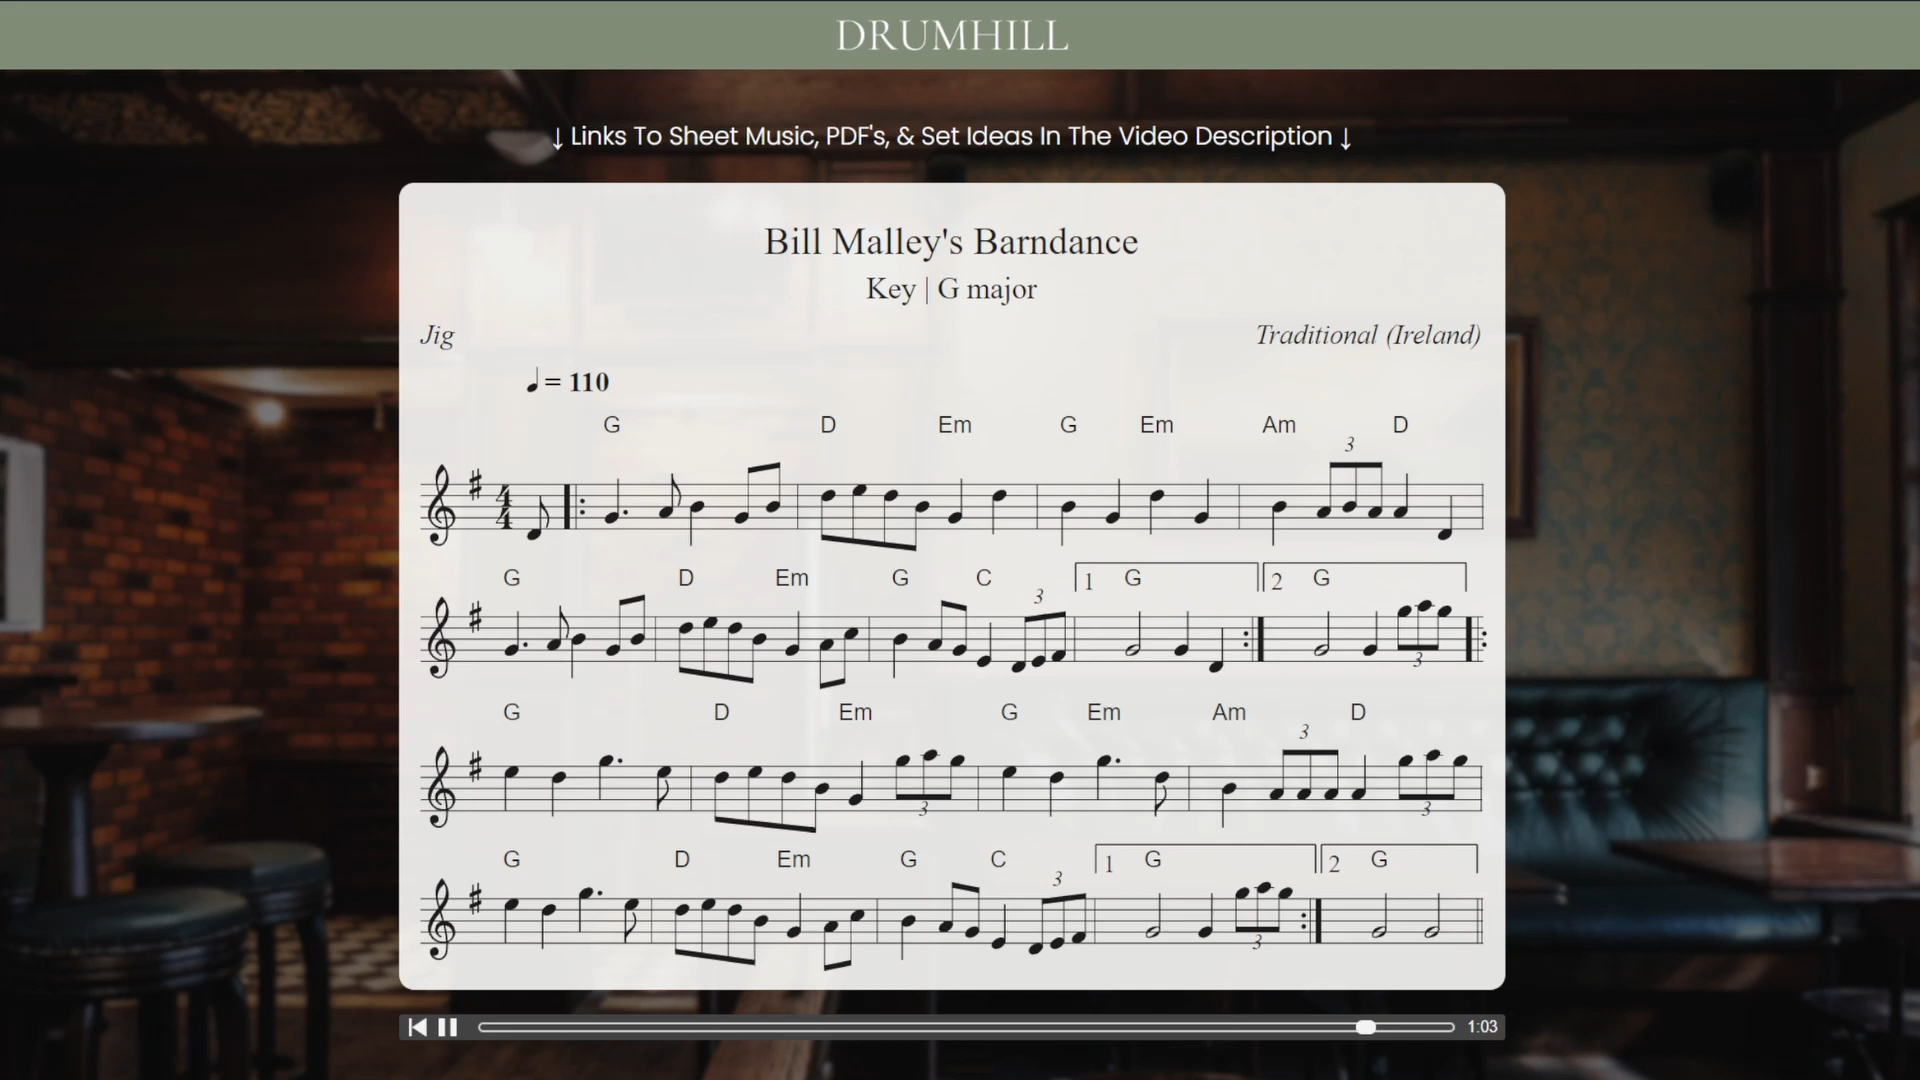 DRUMHILL
↓ Links To Sheet Music, PDF's, & Set Ideas In The Video Description ↓
Bill Malley's Barndance
Key | G major
Jig
Traditional (Ireland)
♩ = 110
G D Em G Em Am D
3
4
4
G D Em G C 1 G 2 G
3
3
G D Em G Em Am D
3
3 3
G D Em G C 1 G 2 G
3
3
1:03